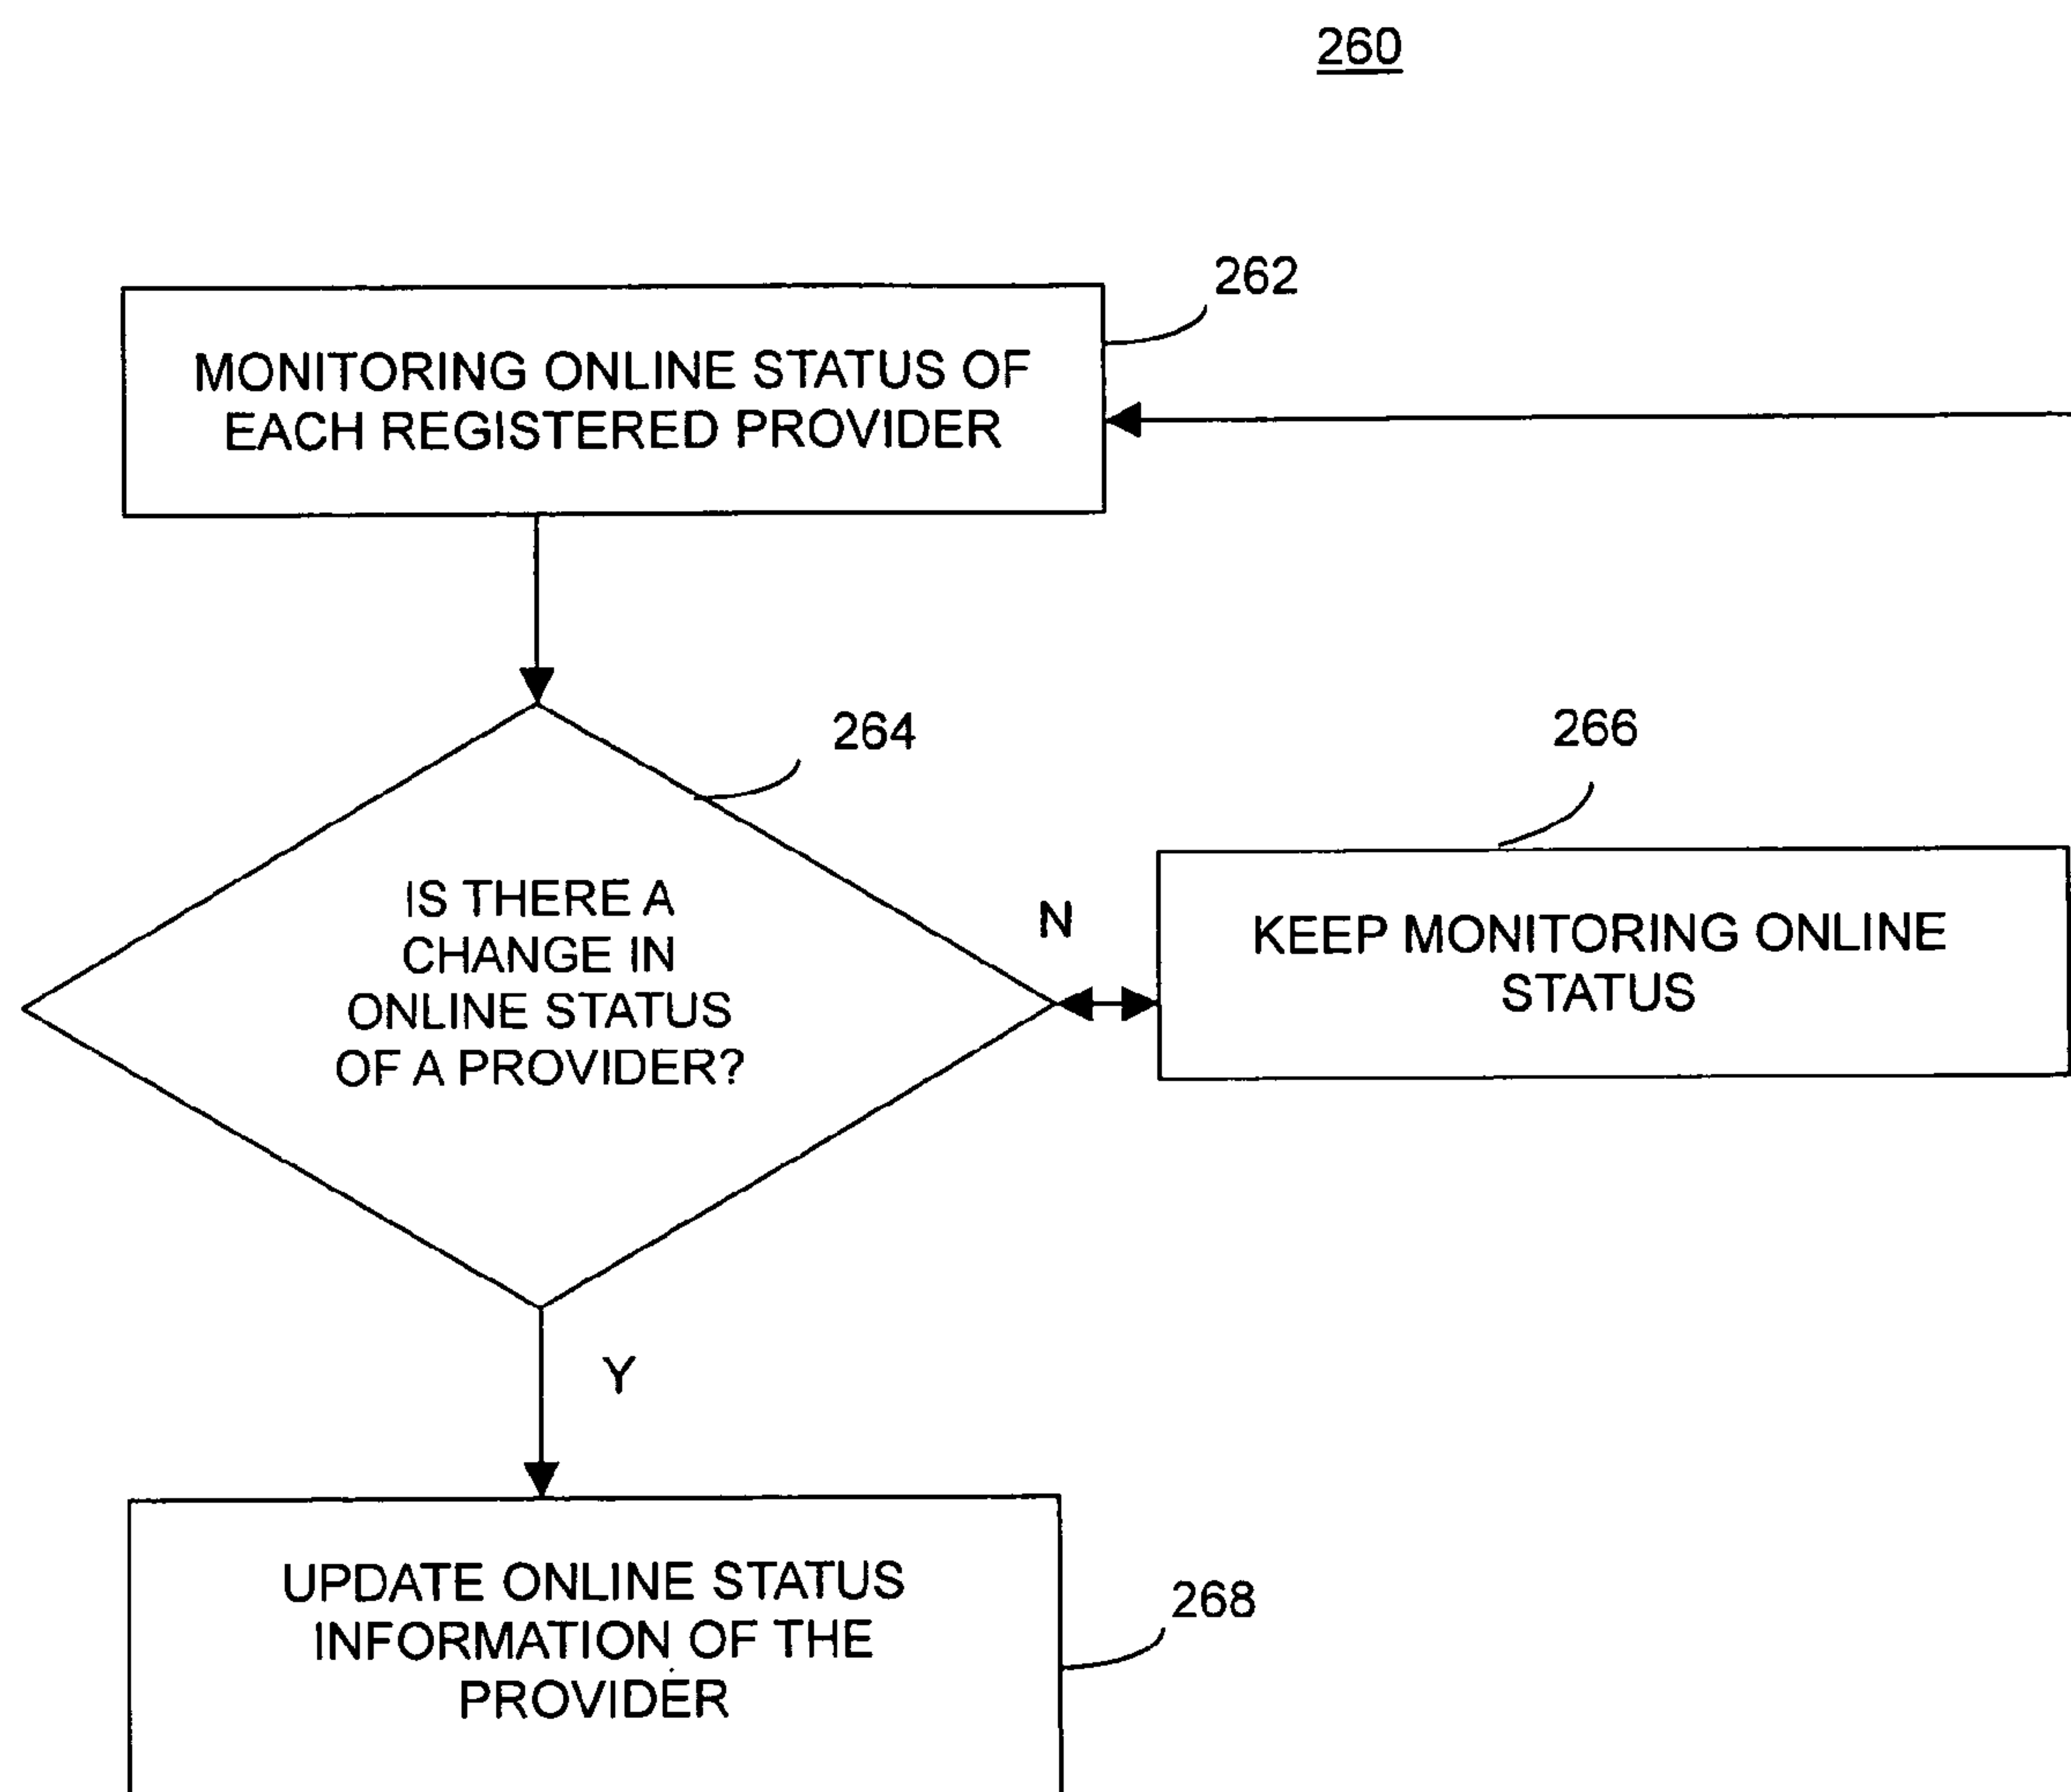 260
262
MONITORING ONLINE STATUS OF
EACH REGISTERED PROVIDER
264
266
IS THERE A
CHANGE IN
ONLINE STATUS
OF A PROVIDER?
N
KEEP MONITORING ONLINE
STATUS
Y
UPDATE ONLINE STATUS
INFORMATION OF THE
PROVIDER
268